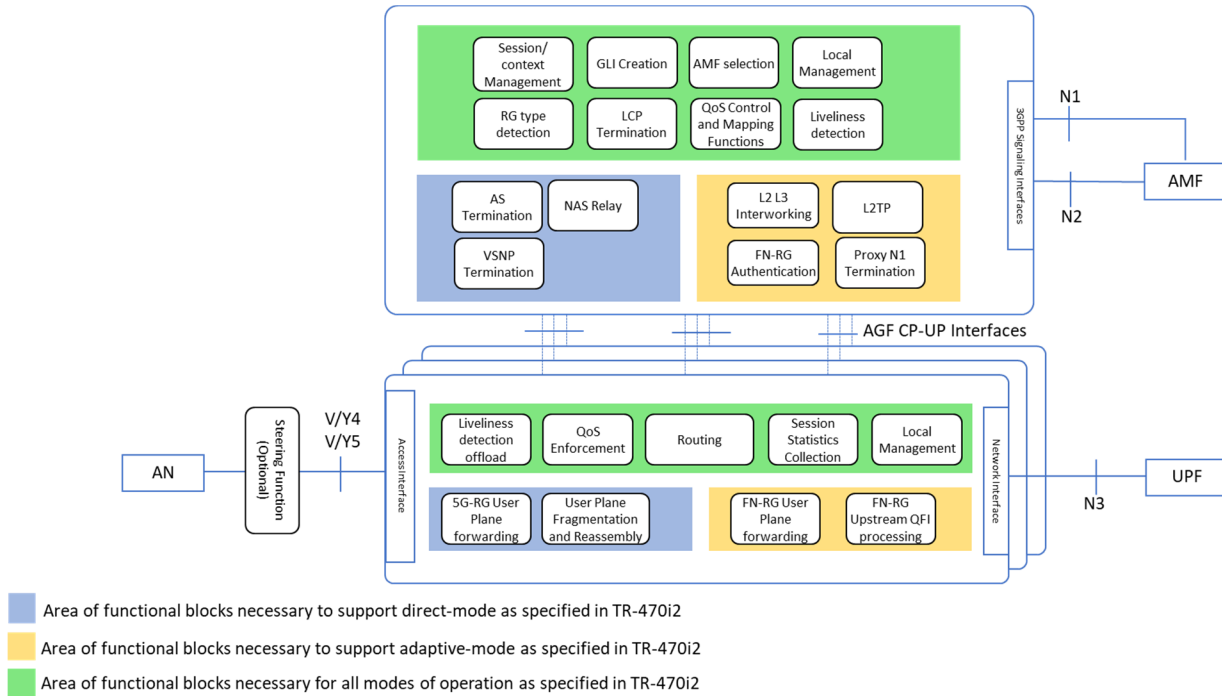 Session/
context
Management
GLI Creation
AMF selection
Local
Management
RG type
detection
LCP
Termination
QoS Control
and Mapping
Functions
Liveliness
detection
AS
Termination
NAS Relay
VSNP
Termination
L2 L3
Interworking
L2TP
FN-RG
Authentication
Proxy N1
Termination
3GPP Signaling Interfaces
N1
N2
AMF
AGF CP-UP Interfaces
AN
Steering Function
(Optional)
V/Y4
V/Y5
Access Interface
Liveliness
detection
offload
QoS
Enforcement
Routing
Session
Statistics
Collection
Local
Management
5G-RG User
Plane
forwarding
User Plane
Fragmentation
and Reassembly
FN-RG User
Plane
forwarding
FN-RG
Upstream QFI
processing
Network Interface
N3
UPF
Area of functional blocks necessary to support direct-mode as specified in TR-470i2
Area of functional blocks necessary to support adaptive-mode as specified in TR-470i2
Area of functional blocks necessary for all modes of operation as specified in TR-470i2